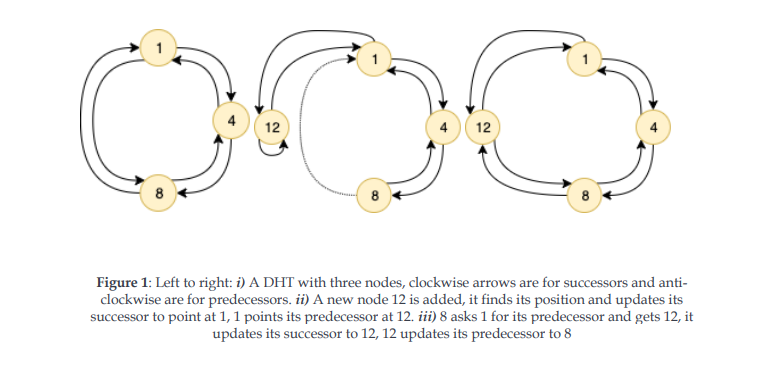 1
4
8
1
12
4
8
1
12
4
8
Figure 1: Left to right: i) A DHT with three nodes, clockwise arrows are for successors and anti-
clockwise are for predecessors. ii) A new node 12 is added, it finds its position and updates its
successor to point at 1, 1 points its predecessor at 12. iii) 8 asks 1 for its predecessor and gets 12, it
updates its successor to 12, 12 updates its predecessor to 8